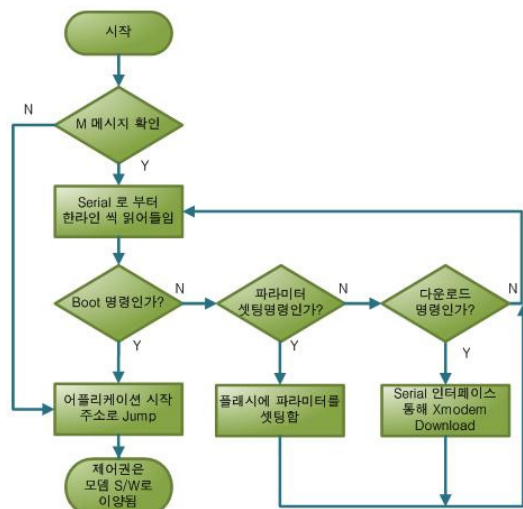 시작
N
M 메시지 확인
Y
Serial 로 부터
한라인 씩 읽어들임
Boot 명령인가?
N
파라미터
셋팅명령인가?
N
다운로드
명령인가?
N
Y
Y
Y
어플리케이션 시작
주소로 Jump
플래시에 파라미터를
셋팅함
Serial 인터페이스
통해 Xmodem
Download
제어권은
모뎀 S/W로
이양됨